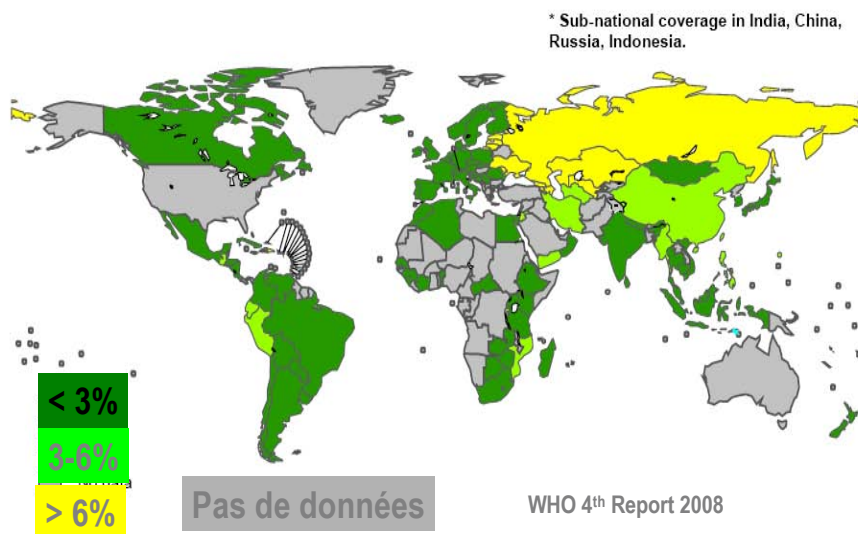 * Sub-national coverage in India, China,
Russia, Indonesia.
< 3%
3-6%
> 6%
Pas de données
WHO 4th Report 2008